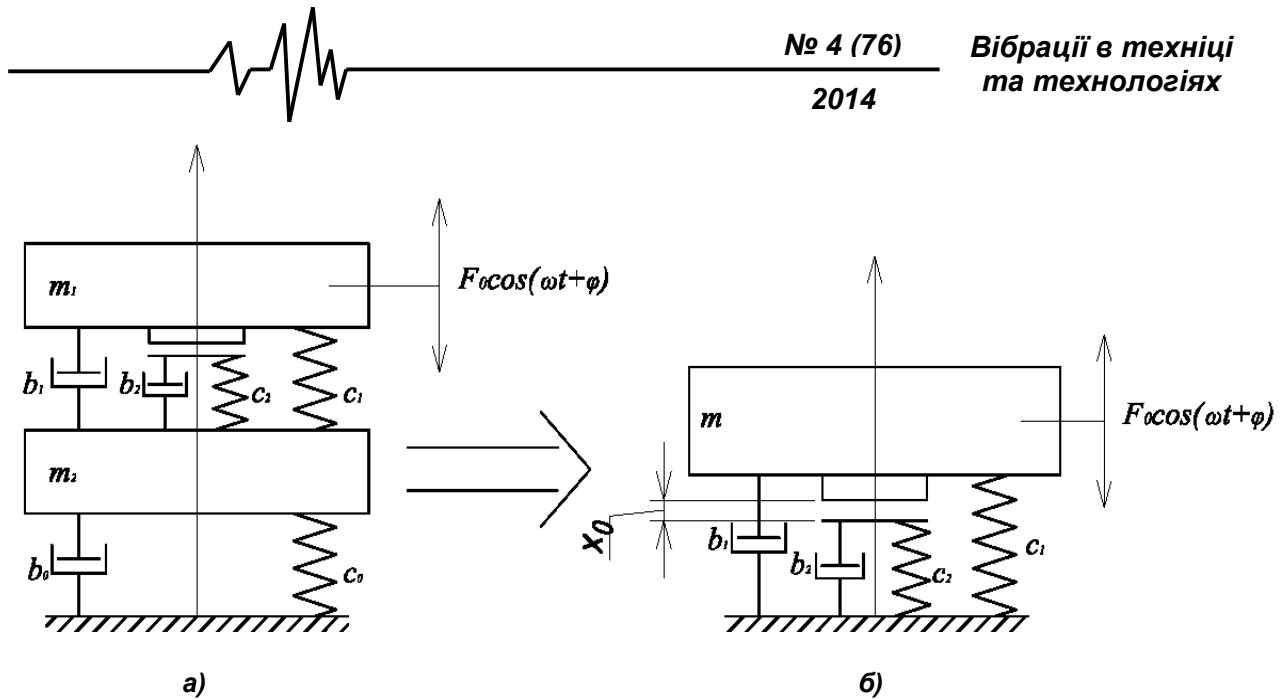 № 4 (76)
2014
Вібрації в техніці
та технологіях
m₁
F₀cos(ωt+φ)
b₁
b₂
c₂
c₁
m₂
b₀
c₀
m
F₀cos(ωt+φ)
x₀
b₁
b₂
c₂
c₁
а)
б)